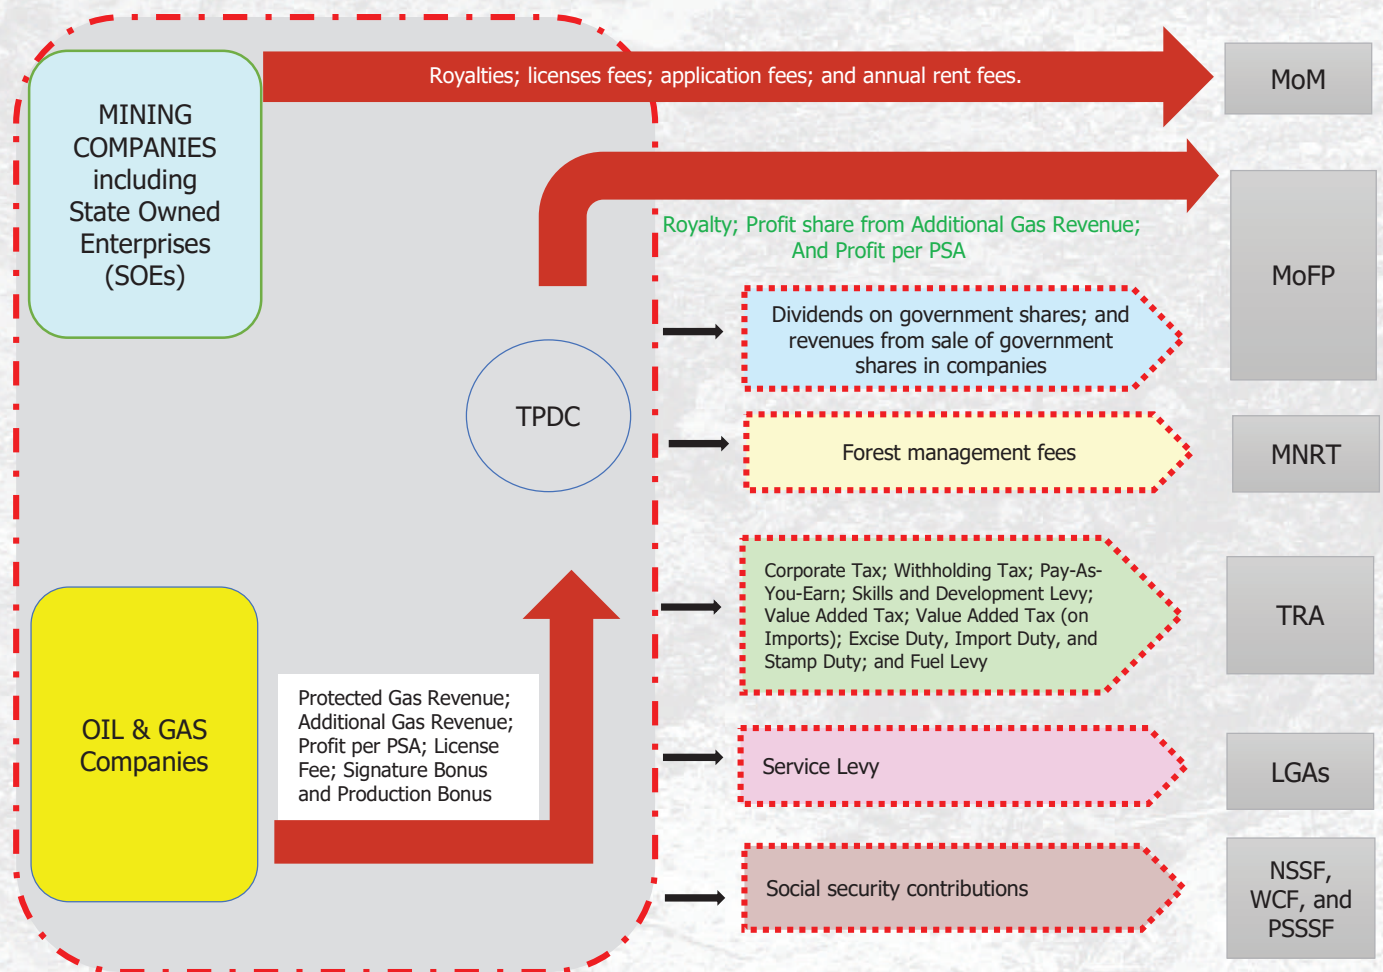 MINING
COMPANIES
including
State Owned
Enterprises
(SOEs)
Royalties; licenses fees; application fees; and annual rent fees.
MoM
Royalty; Profit share from Additional Gas Revenue;
And Profit per PSA
MoFP
Dividends on government shares; and
revenues from sale of government
shares in companies
TPDC
Forest management fees
MNRT
Corporate Tax; Withholding Tax; Pay-As-
You-Earn; Skills and Development Levy;
Value Added Tax; Value Added Tax (on
Imports); Excise Duty, Import Duty, and
Stamp Duty; and Fuel Levy
TRA
OIL & GAS
Companies
Protected Gas Revenue;
Additional Gas Revenue;
Profit per PSA; License
Fee; Signature Bonus
and Production Bonus
Service Levy
LGAs
Social security contributions
NSSF,
WCF, and
PSSSF